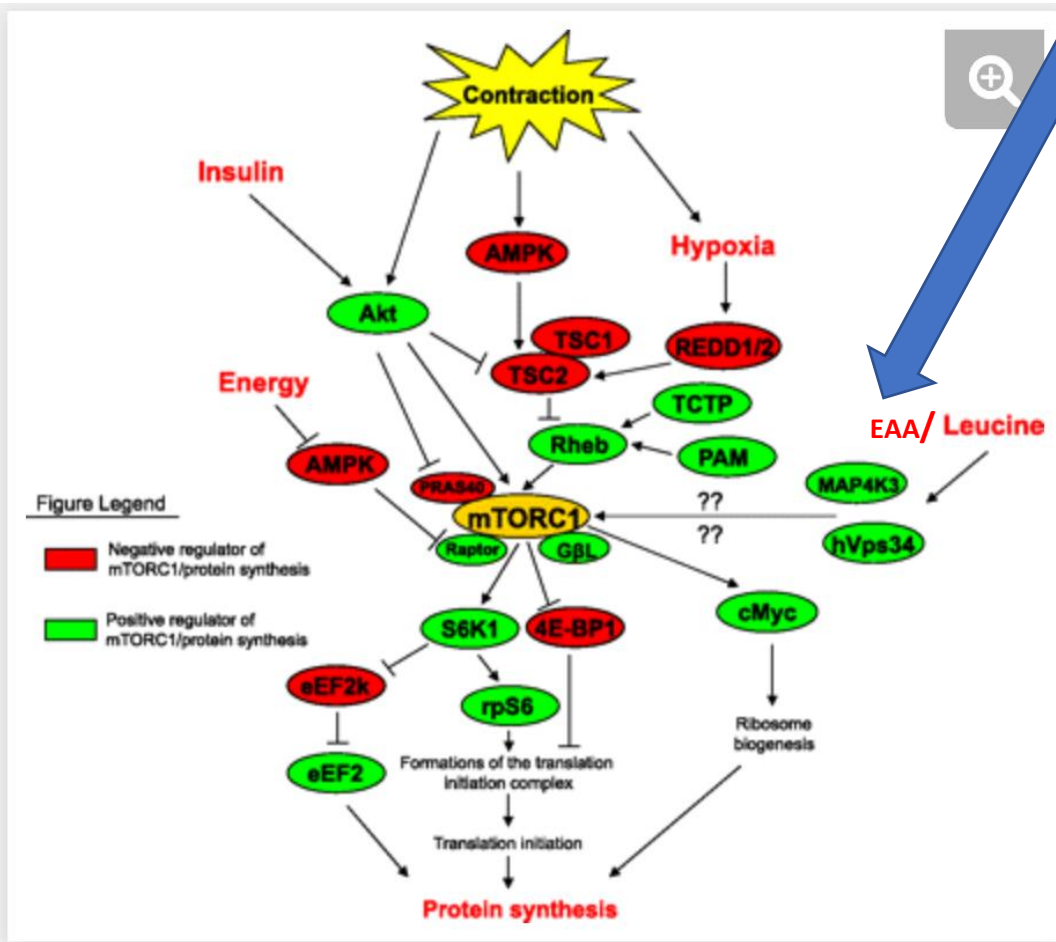 Contraction
Insulin
Hypoxia
AMPK
Akt
TSC1
TSC2
REDD1/2
Energy
TCTP
EAA/ Leucine
Rheb
PAM
AMPK
MAP4K3
PRAS40
??
mTORC1
??
Raptor
GβL
hVps34
Figure Legend
Negative regulator of
mTORC1/protein synthesis
Positive regulator of
mTORC1/protein synthesis
S6K1
4E-BP1
cMyc
eEF2k
rpS6
Ribosome
biogenesis
eEF2
Formations of the translation
initiation complex
Translation initiation
Protein synthesis